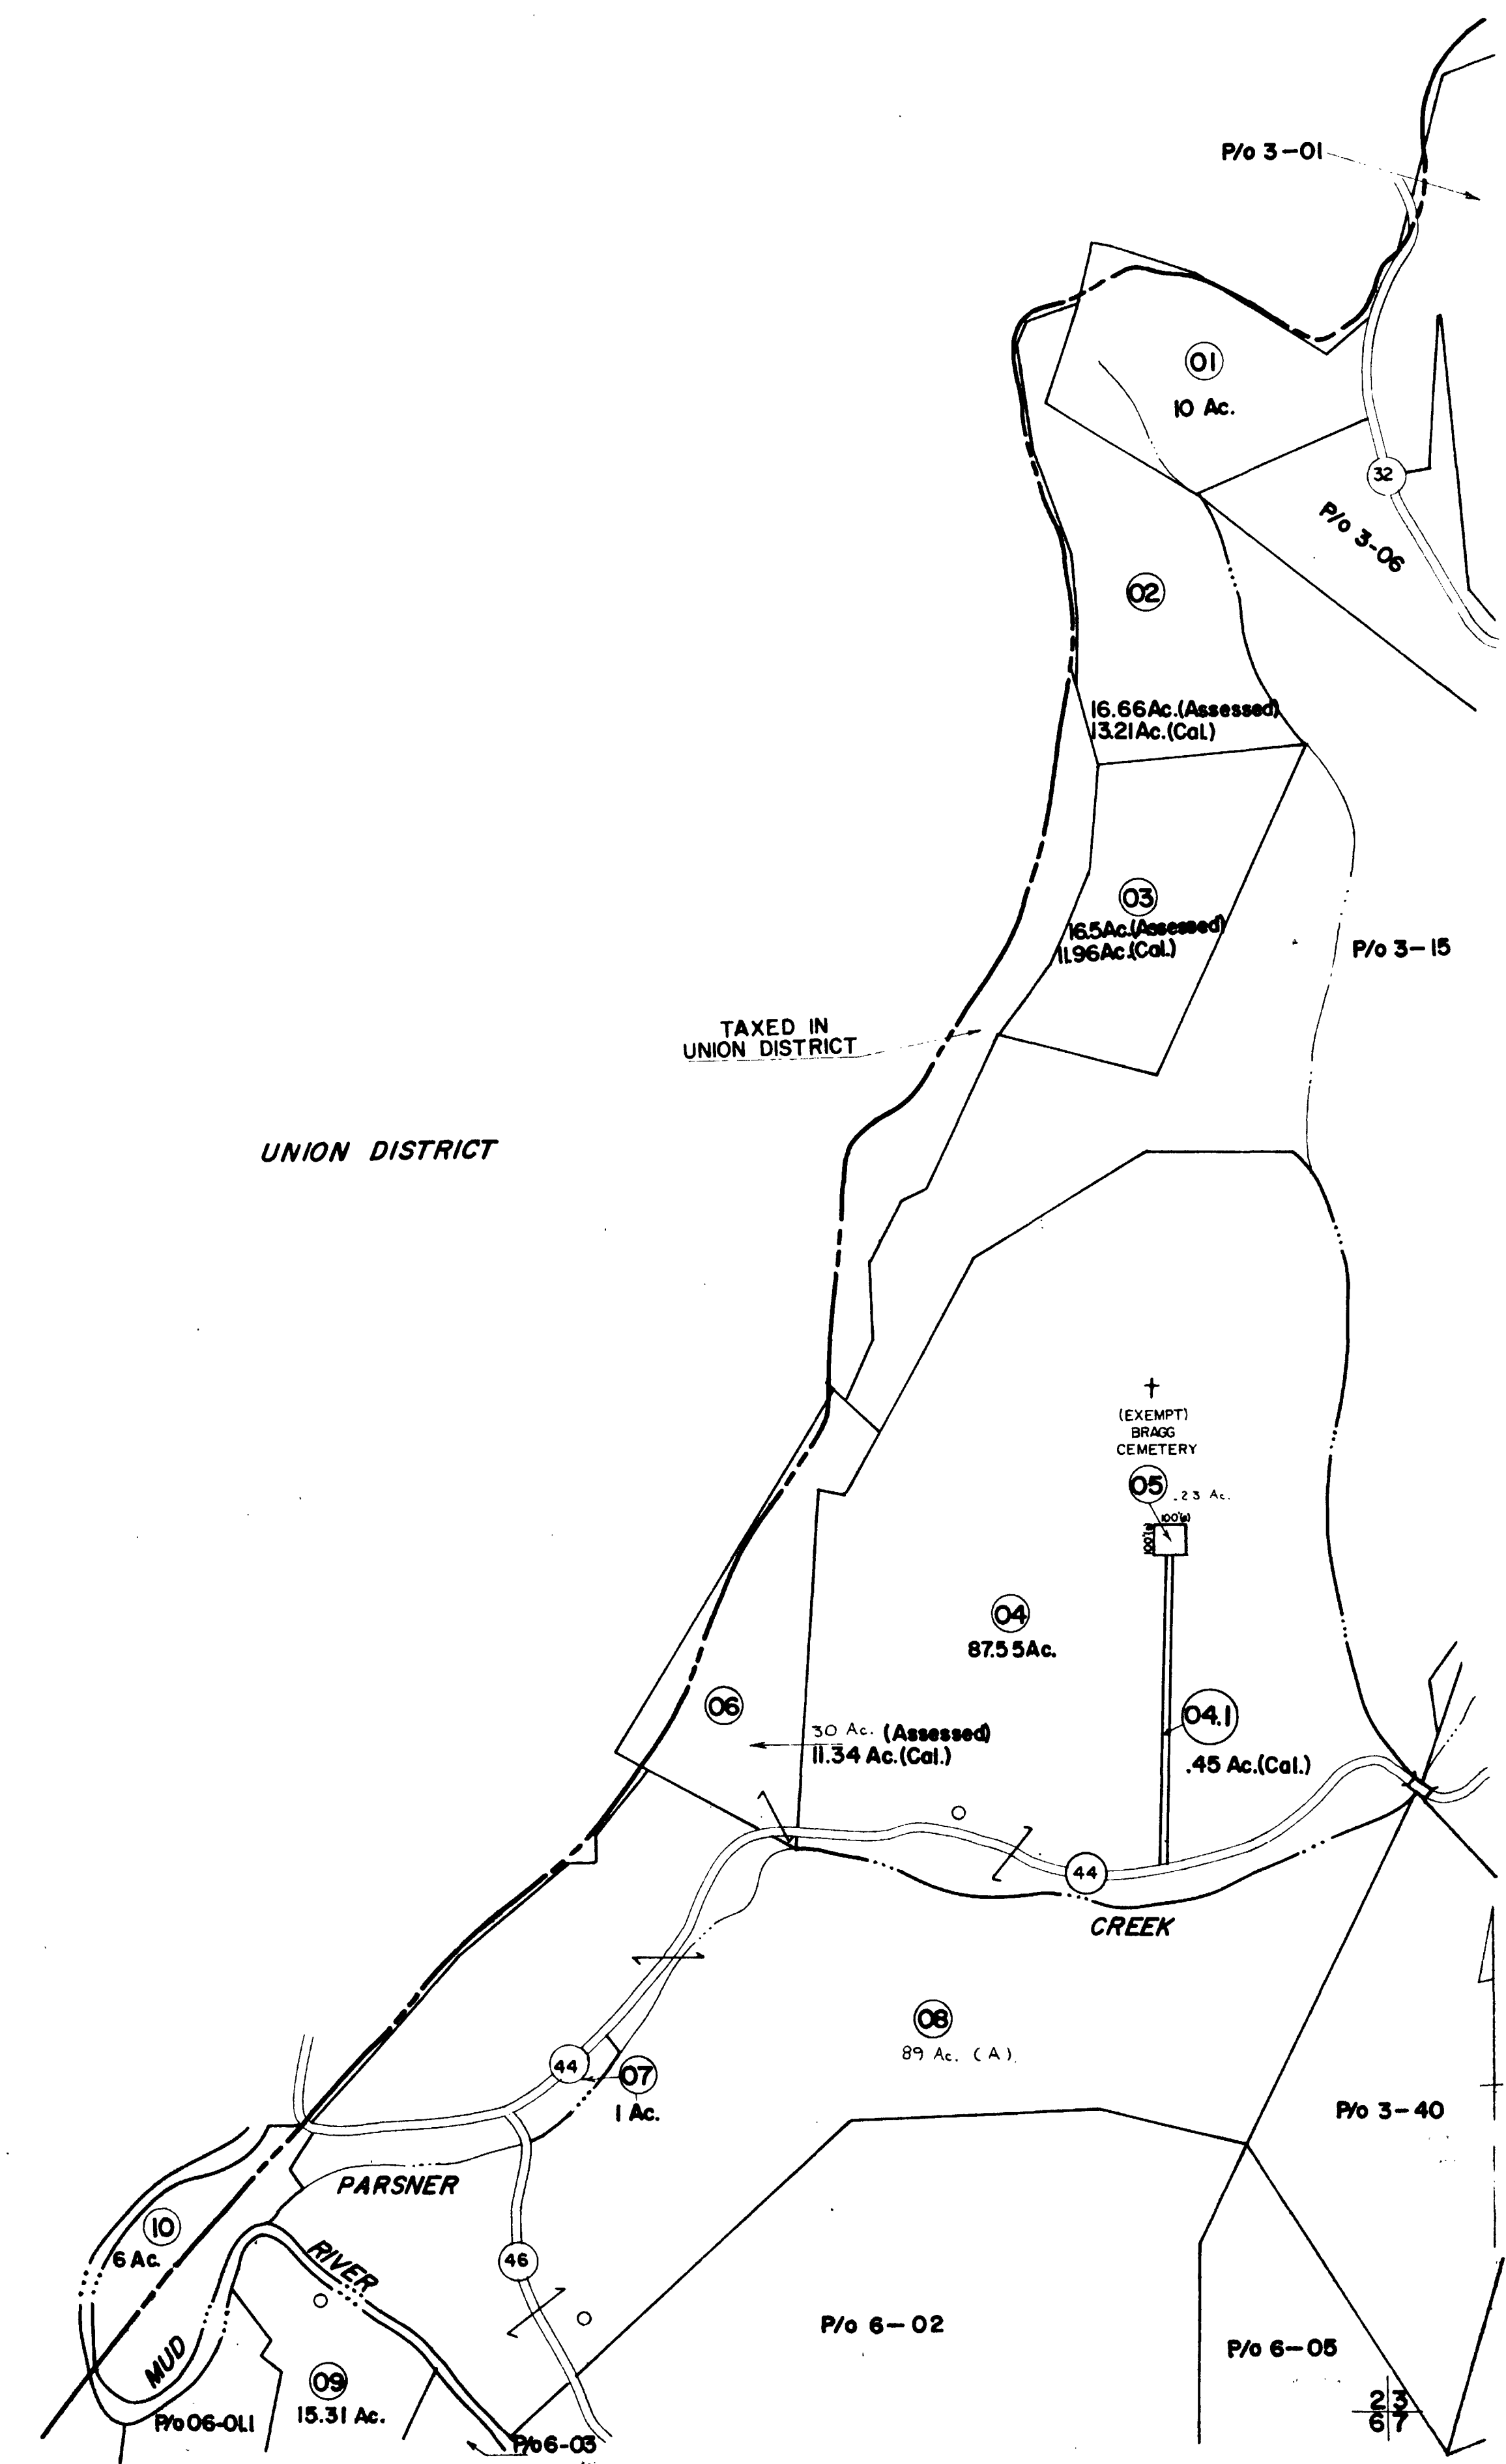 P/o 3-01
01
10 Ac.
32
P/o 3-06
02
16.66 Ac.(Assessed)
13.21 Ac.(Cal.)
03
16.5 Ac.(Assessed)
11.96 Ac.(Cal.)
P/o 3-15
TAXED IN
UNION DISTRICT
UNION DISTRICT
(EXEMPT)
BRAGG
CEMETERY
05
.23 Ac.
100'(s)
100'(s)
04
87.55 Ac.
06
30 Ac. (Assessed)
11.34 Ac.(Cal.)
04.1
.45 Ac.(Cal.)
44
CREEK
08
89 Ac. (A).
44
07
1 Ac.
P/o 3-40
PARSNER
10
6 Ac.
RIVER
46
MUD
P/o 6-02
P/o 6-05
09
15.31 Ac.
P/o 06-01.1
P/o 6-03
2 3
6 7